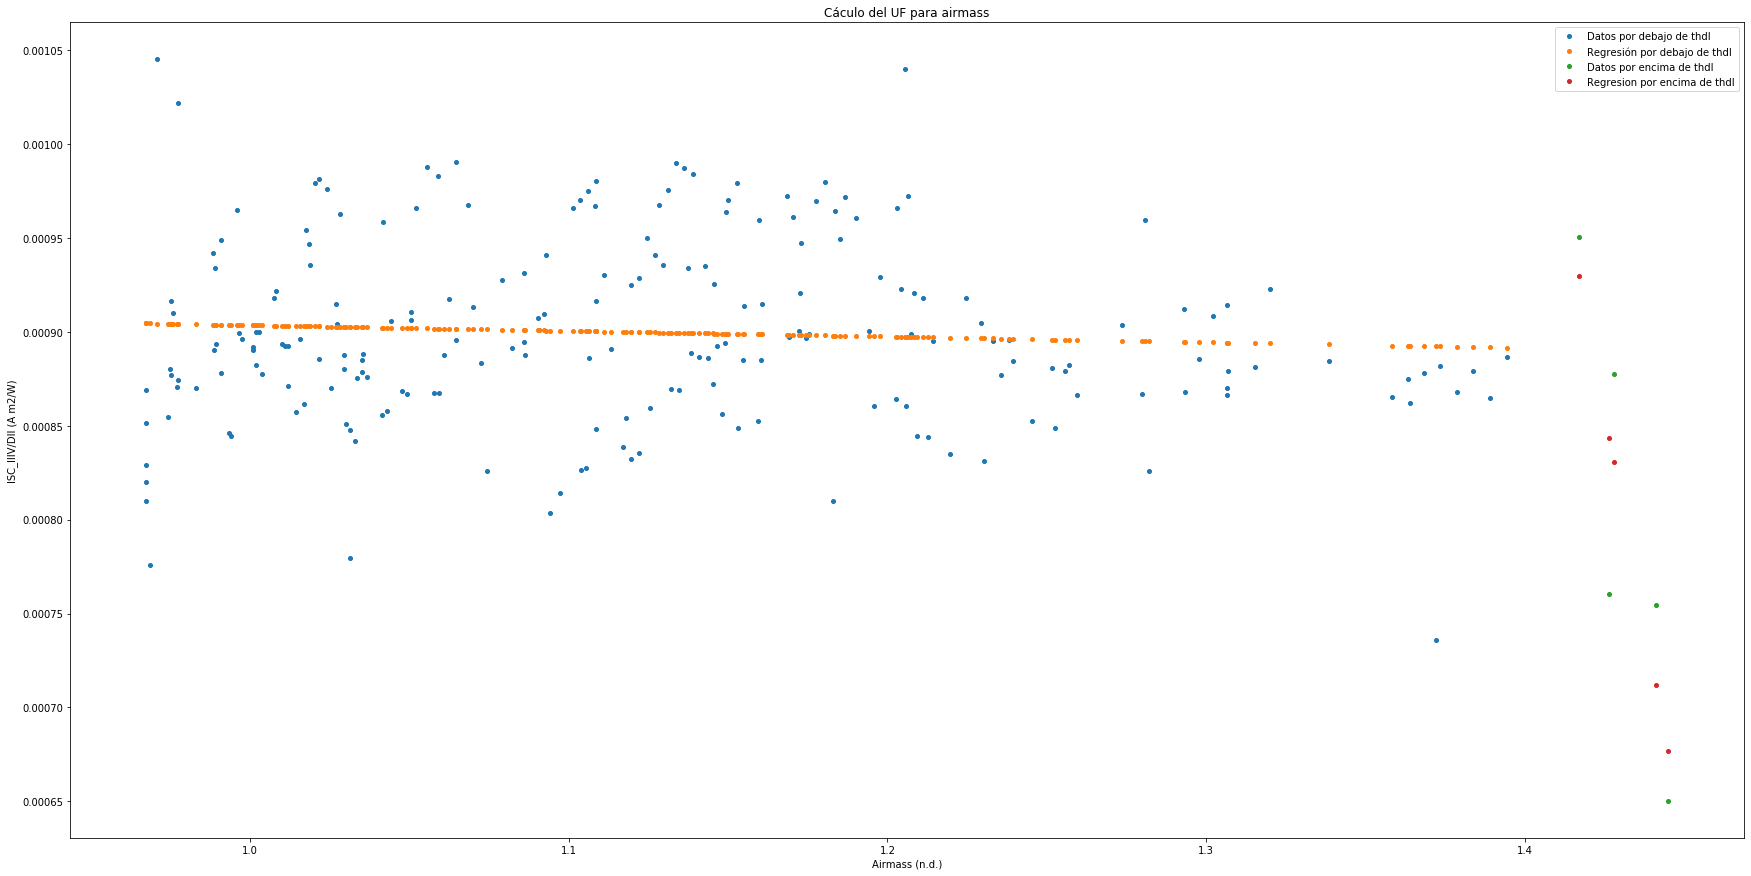 Cáculo del UF para airmass
Datos por debajo de thdl
Regresión por debajo de thdl
Datos por encima de thdl
Regresion por encima de thdl
0.00105
0.00100
0.00095
0.00090
0.00085
0.00080
0.00075
0.00070
0.00065
ISC_IIIV/DII (A m2/W)
1.0 1.1 1.2 1.3 1.4
Airmass (n.d.)